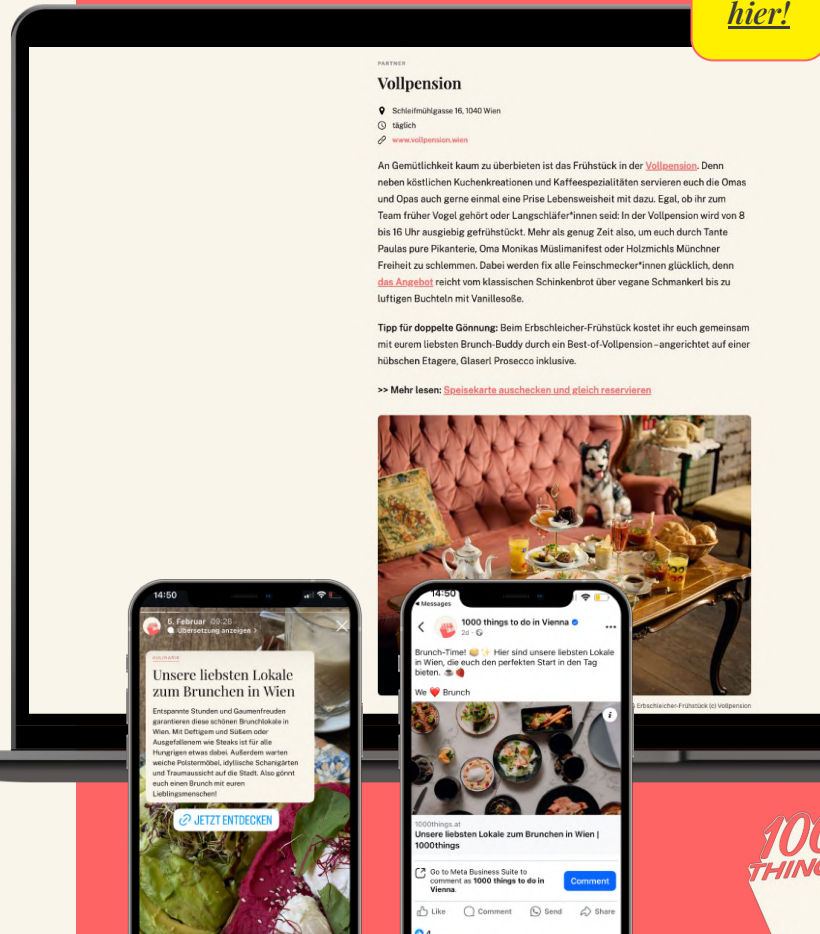 hier!
PARTNER
Vollpension
Schleifmühlgasse 16, 1040 Wien
täglich
www.vollpension.wien
An Gemütlichkeit kaum zu überbieten ist das Frühstück in der Vollpension. Denn
neben köstlichen Kuchenkreationen und Kaffeespezialitäten servieren euch die Omas
und Opas auch gerne einmal eine Prise Lebensweisheit mit dazu. Egal, ob ihr zum
Team früher Vogel gehört oder Langschläfer*innen seid: In der Vollpension wird von 8
bis 16 Uhr ausgiebig gefrühstückt. Mehr als genug Zeit also, um euch durch Tante
Paulas pure Pikanterie, Oma Monikas Müslimanifest oder Holzmichls Münchner
Freiheit zu schlemmen. Dabei werden fix alle Feinschmecker*innen glücklich, denn
das Angebot reicht vom klassischen Schinkenbrot über vegane Schmankerl bis zu
luftigen Buchteln mit Vanillesoße.
Tipp für doppelte Gönnung: Beim Erbschleicher-Frühstück kostet ihr euch gemeinsam
mit eurem liebsten Brunch-Buddy durch ein Best-of-Vollpension – angerichtet auf einer
hübschen Etagere, Glaserl Prosecco inklusive.
>> Mehr lesen: Speisekarte auschecken und gleich reservieren
Erbschleicher-Frühstück (c) Vollpension
14:50
6. Februar 09:28
Übersetzung anzeigen >
KULINARIK
Unsere liebsten Lokale
zum Brunchen in Wien
Entspannte Stunden und Gaumenfreuden
garantieren diese schönen Brunchlokale in
Wien. Mit Deftigem und Süßem oder
Ausgefallenem wie Steaks ist für alle
Hungrigen etwas dabei. Außerdem warten
weiche Polstermöbel, idyllische Schanigärten
und Traumaussicht auf die Stadt. Also gönnt
euch einen Brunch mit euren
Lieblingsmenschen!
JETZT ENTDECKEN
14:50
Messages
1000 things to do in Vienna
2d
Brunch-Time! 🥪✨ Hier sind unsere liebsten Lokale
in Wien, die euch den perfekten Start in den Tag
bieten. ☕🍓
We ❤️ Brunch
i
1000things.at
Unsere liebsten Lokale zum Brunchen in Wien |
1000things
Go to Meta Business Suite to
comment as 1000 things to do in
Vienna.
Comment
Like
Comment
Send
Share
4